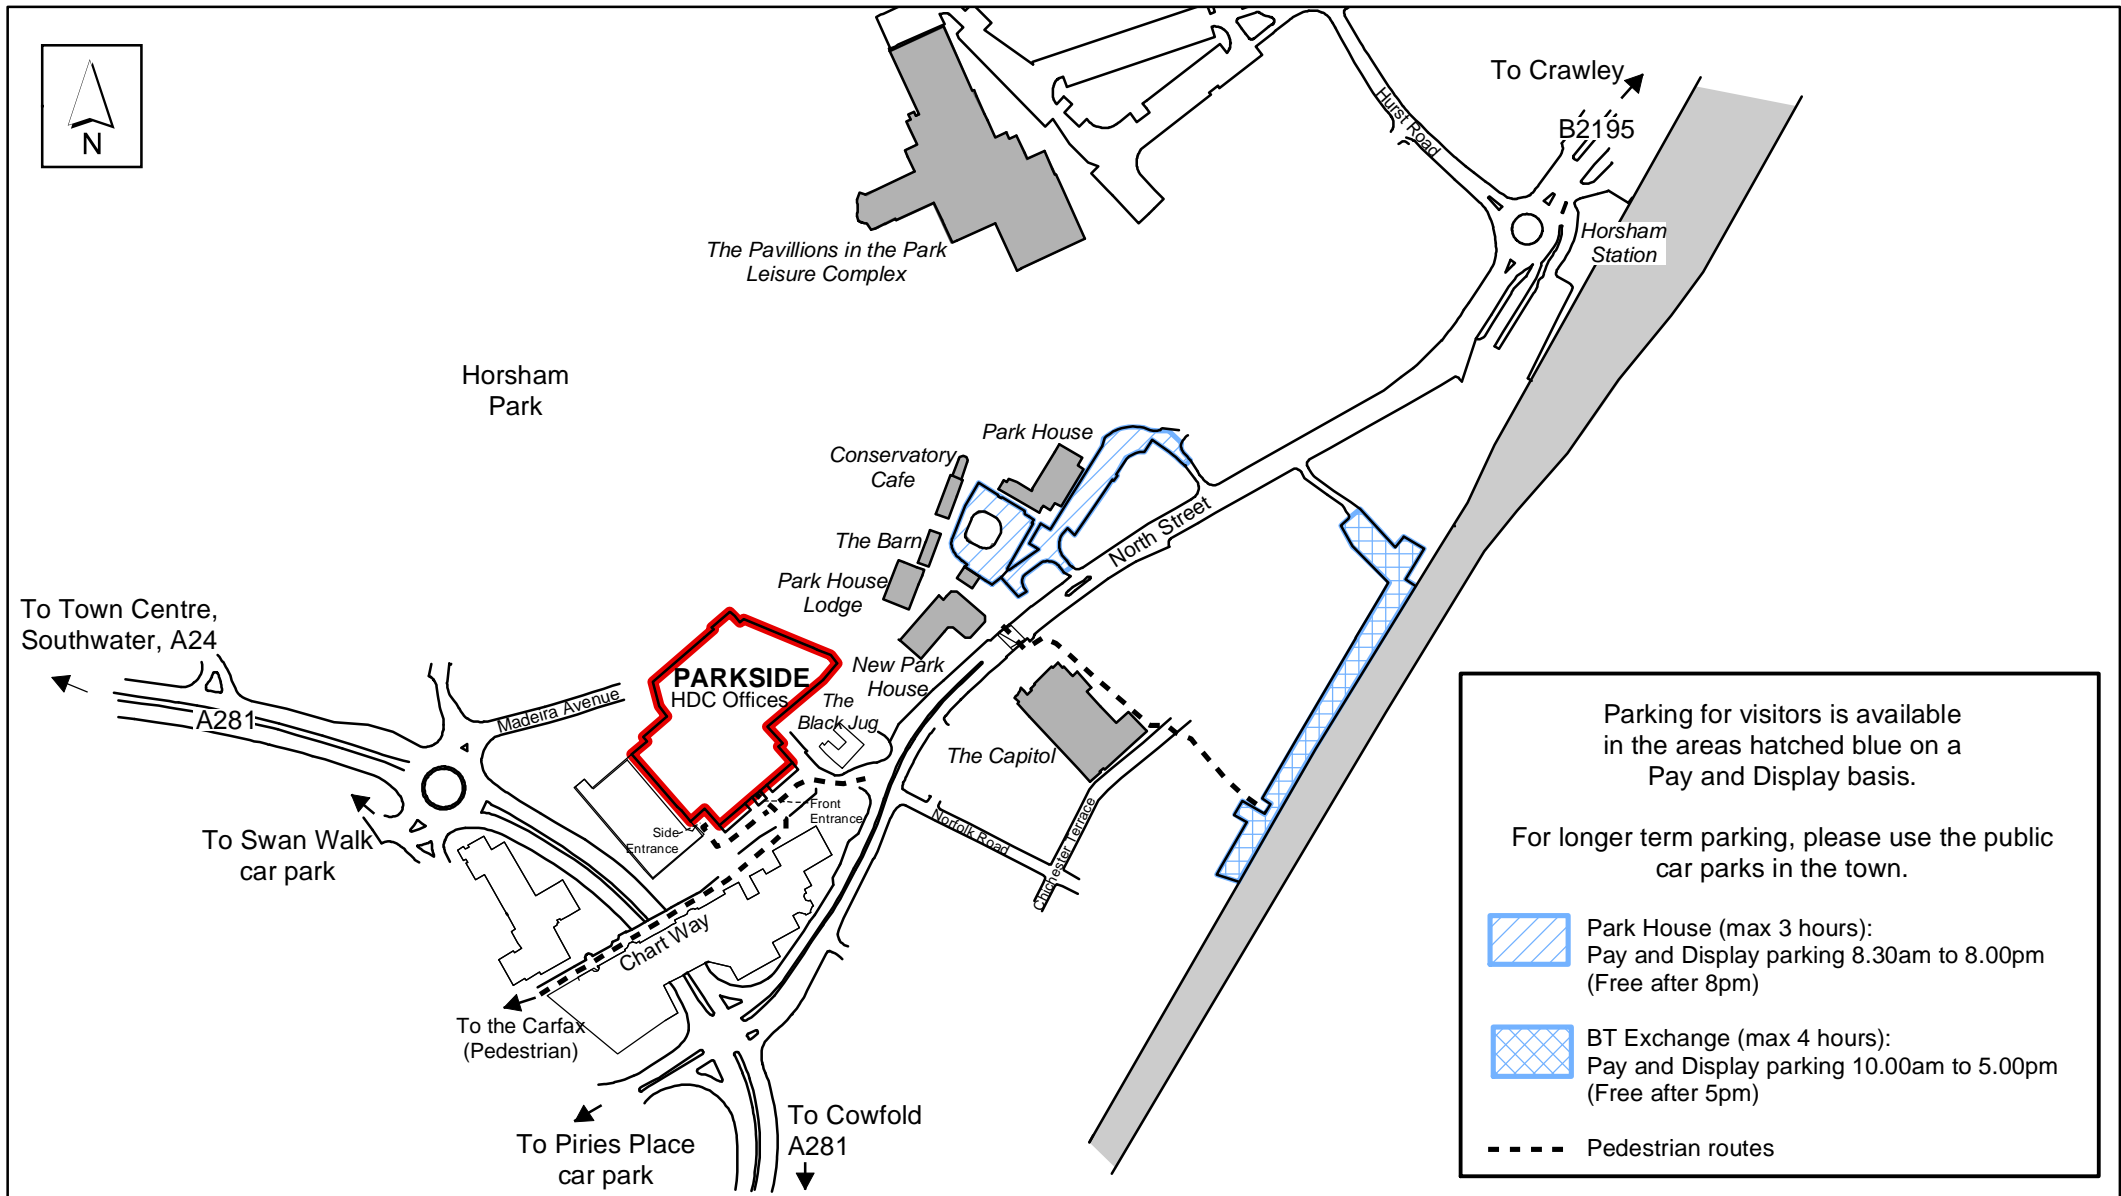 N
To Crawley
B2195
Hurst Road
Horsham
Station
The Pavillions in the Park
Leisure Complex
Horsham
Park
Park House
Conservatory
Cafe
The Barn
Park House
Lodge
North Street
To Town Centre,
Southwater, A24
A281
Madeira Avenue
PARKSIDE
HDC Offices
New Park
House
The
Black Jug
The Capitol
Front
Entrance
Side
Entrance
Norfolk Road
Chichester Terrace
To Swan Walk
car park
Chart Way
To the Carfax
(Pedestrian)
To Piries Place
car park
To Cowfold
A281
Parking for visitors is available
in the areas hatched blue on a
Pay and Display basis.
For longer term parking, please use the public
car parks in the town.
Park House (max 3 hours):
Pay and Display parking 8.30am to 8.00pm
(Free after 8pm)
BT Exchange (max 4 hours):
Pay and Display parking 10.00am to 5.00pm
(Free after 5pm)
Pedestrian routes